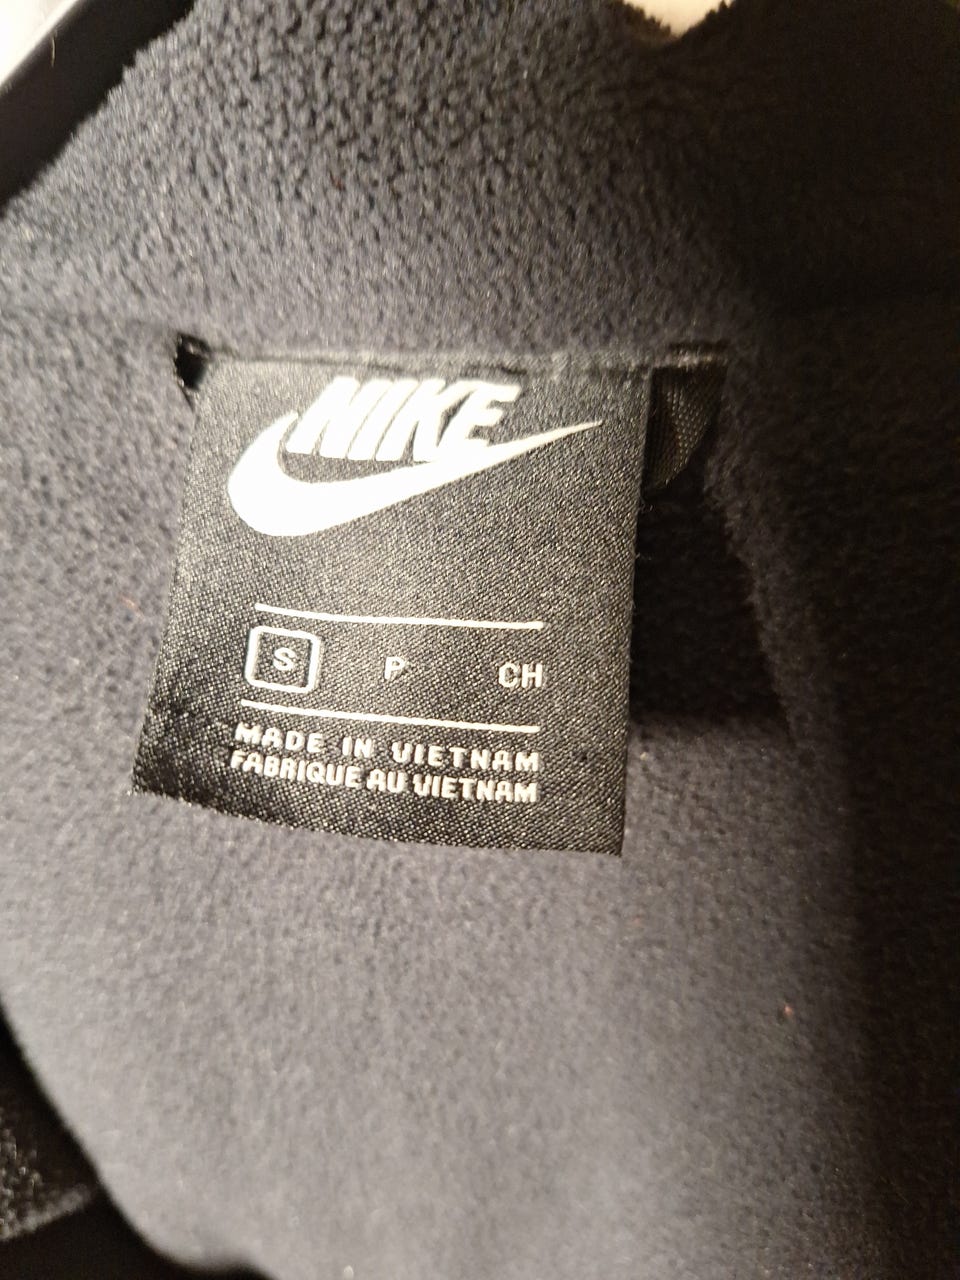 NIKE
S P CH
MADE IN VIETNAM
FABRIQUE AU VIETNAM